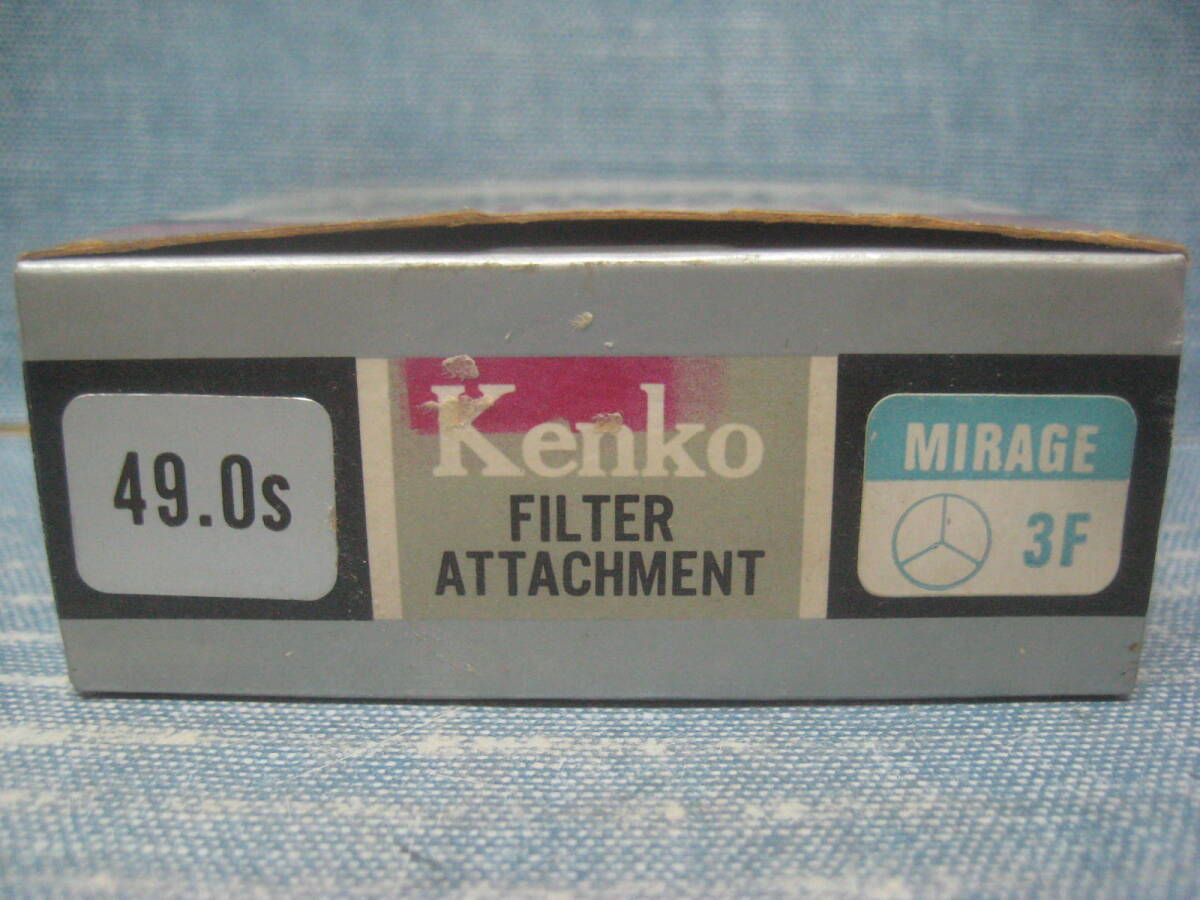 49.0s
Kenko
FILTER
ATTACHMENT
MIRAGE
3F